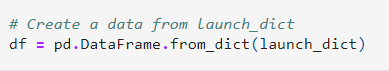 # Create a data from launch_dict
df = pd.DataFrame.from_dict(launch_dict)